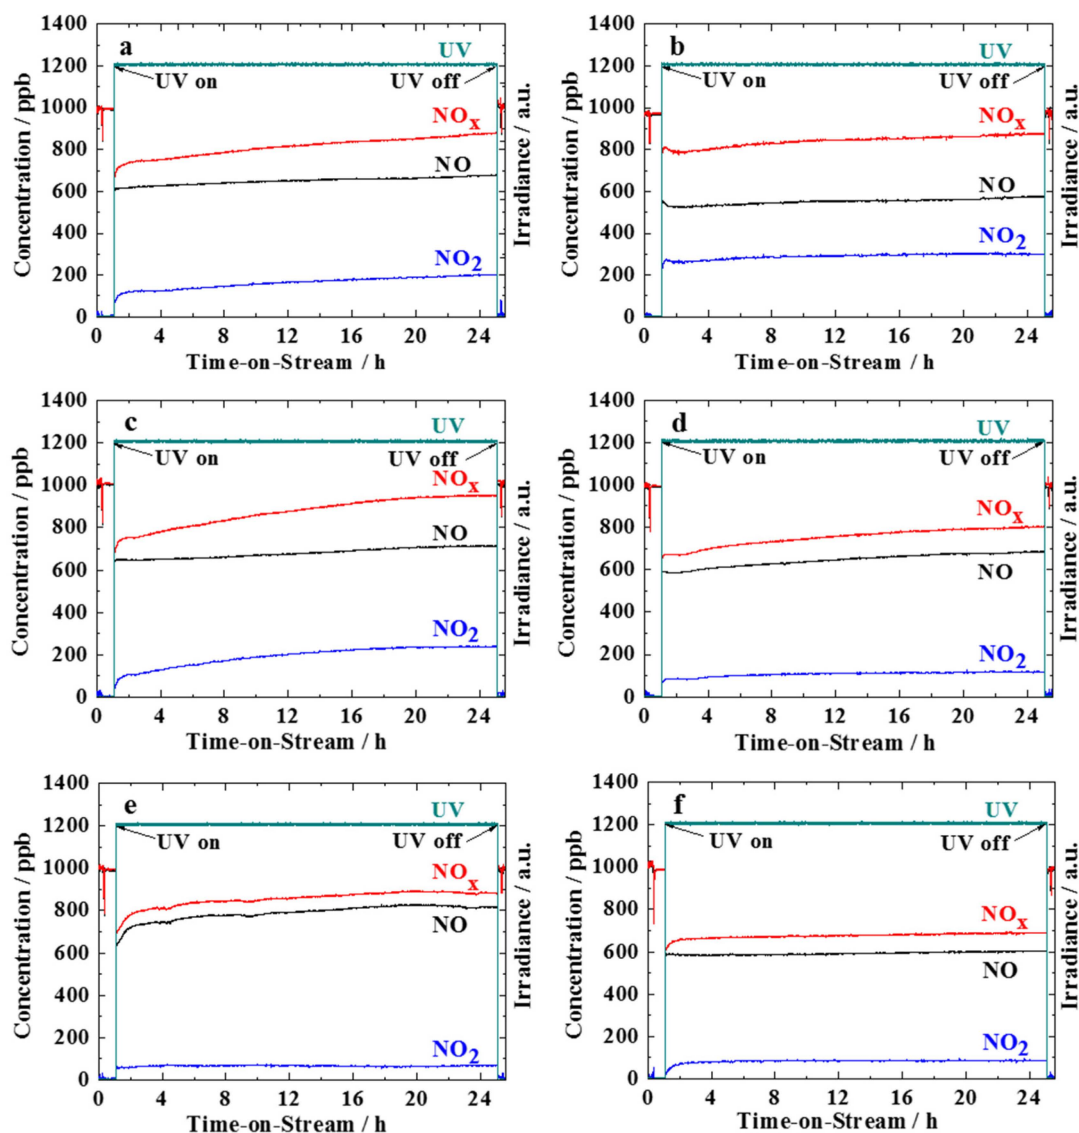 a
UV
UV on
UV off
NOx
NO
NO2
Concentration / ppb
Irradiance / a.u.
1400
1200
1000
800
600
400
200
0
0 4 8 12 16 20 24
Time-on-Stream / h
b
UV
UV on
UV off
NOx
NO
NO2
Concentration / ppb
Irradiance / a.u.
1400
1200
1000
800
600
400
200
0
0 4 8 12 16 20 24
Time-on-Stream / h
c
UV
UV on
UV off
NOx
NO
NO2
Concentration / ppb
Irradiance / a.u.
1400
1200
1000
800
600
400
200
0
0 4 8 12 16 20 24
Time-on-Stream / h
d
UV
UV on
UV off
NOx
NO
NO2
Concentration / ppb
Irradiance / a.u.
1400
1200
1000
800
600
400
200
0
0 4 8 12 16 20 24
Time-on-Stream / h
e
UV
UV on
UV off
NOx
NO
NO2
Concentration / ppb
Irradiance / a.u.
1400
1200
1000
800
600
400
200
0
0 4 8 12 16 20 24
Time-on-Stream / h
f
UV
UV on
UV off
NOx
NO
NO2
Concentration / ppb
Irradiance / a.u.
1400
1200
1000
800
600
400
200
0
0 4 8 12 16 20 24
Time-on-Stream / h